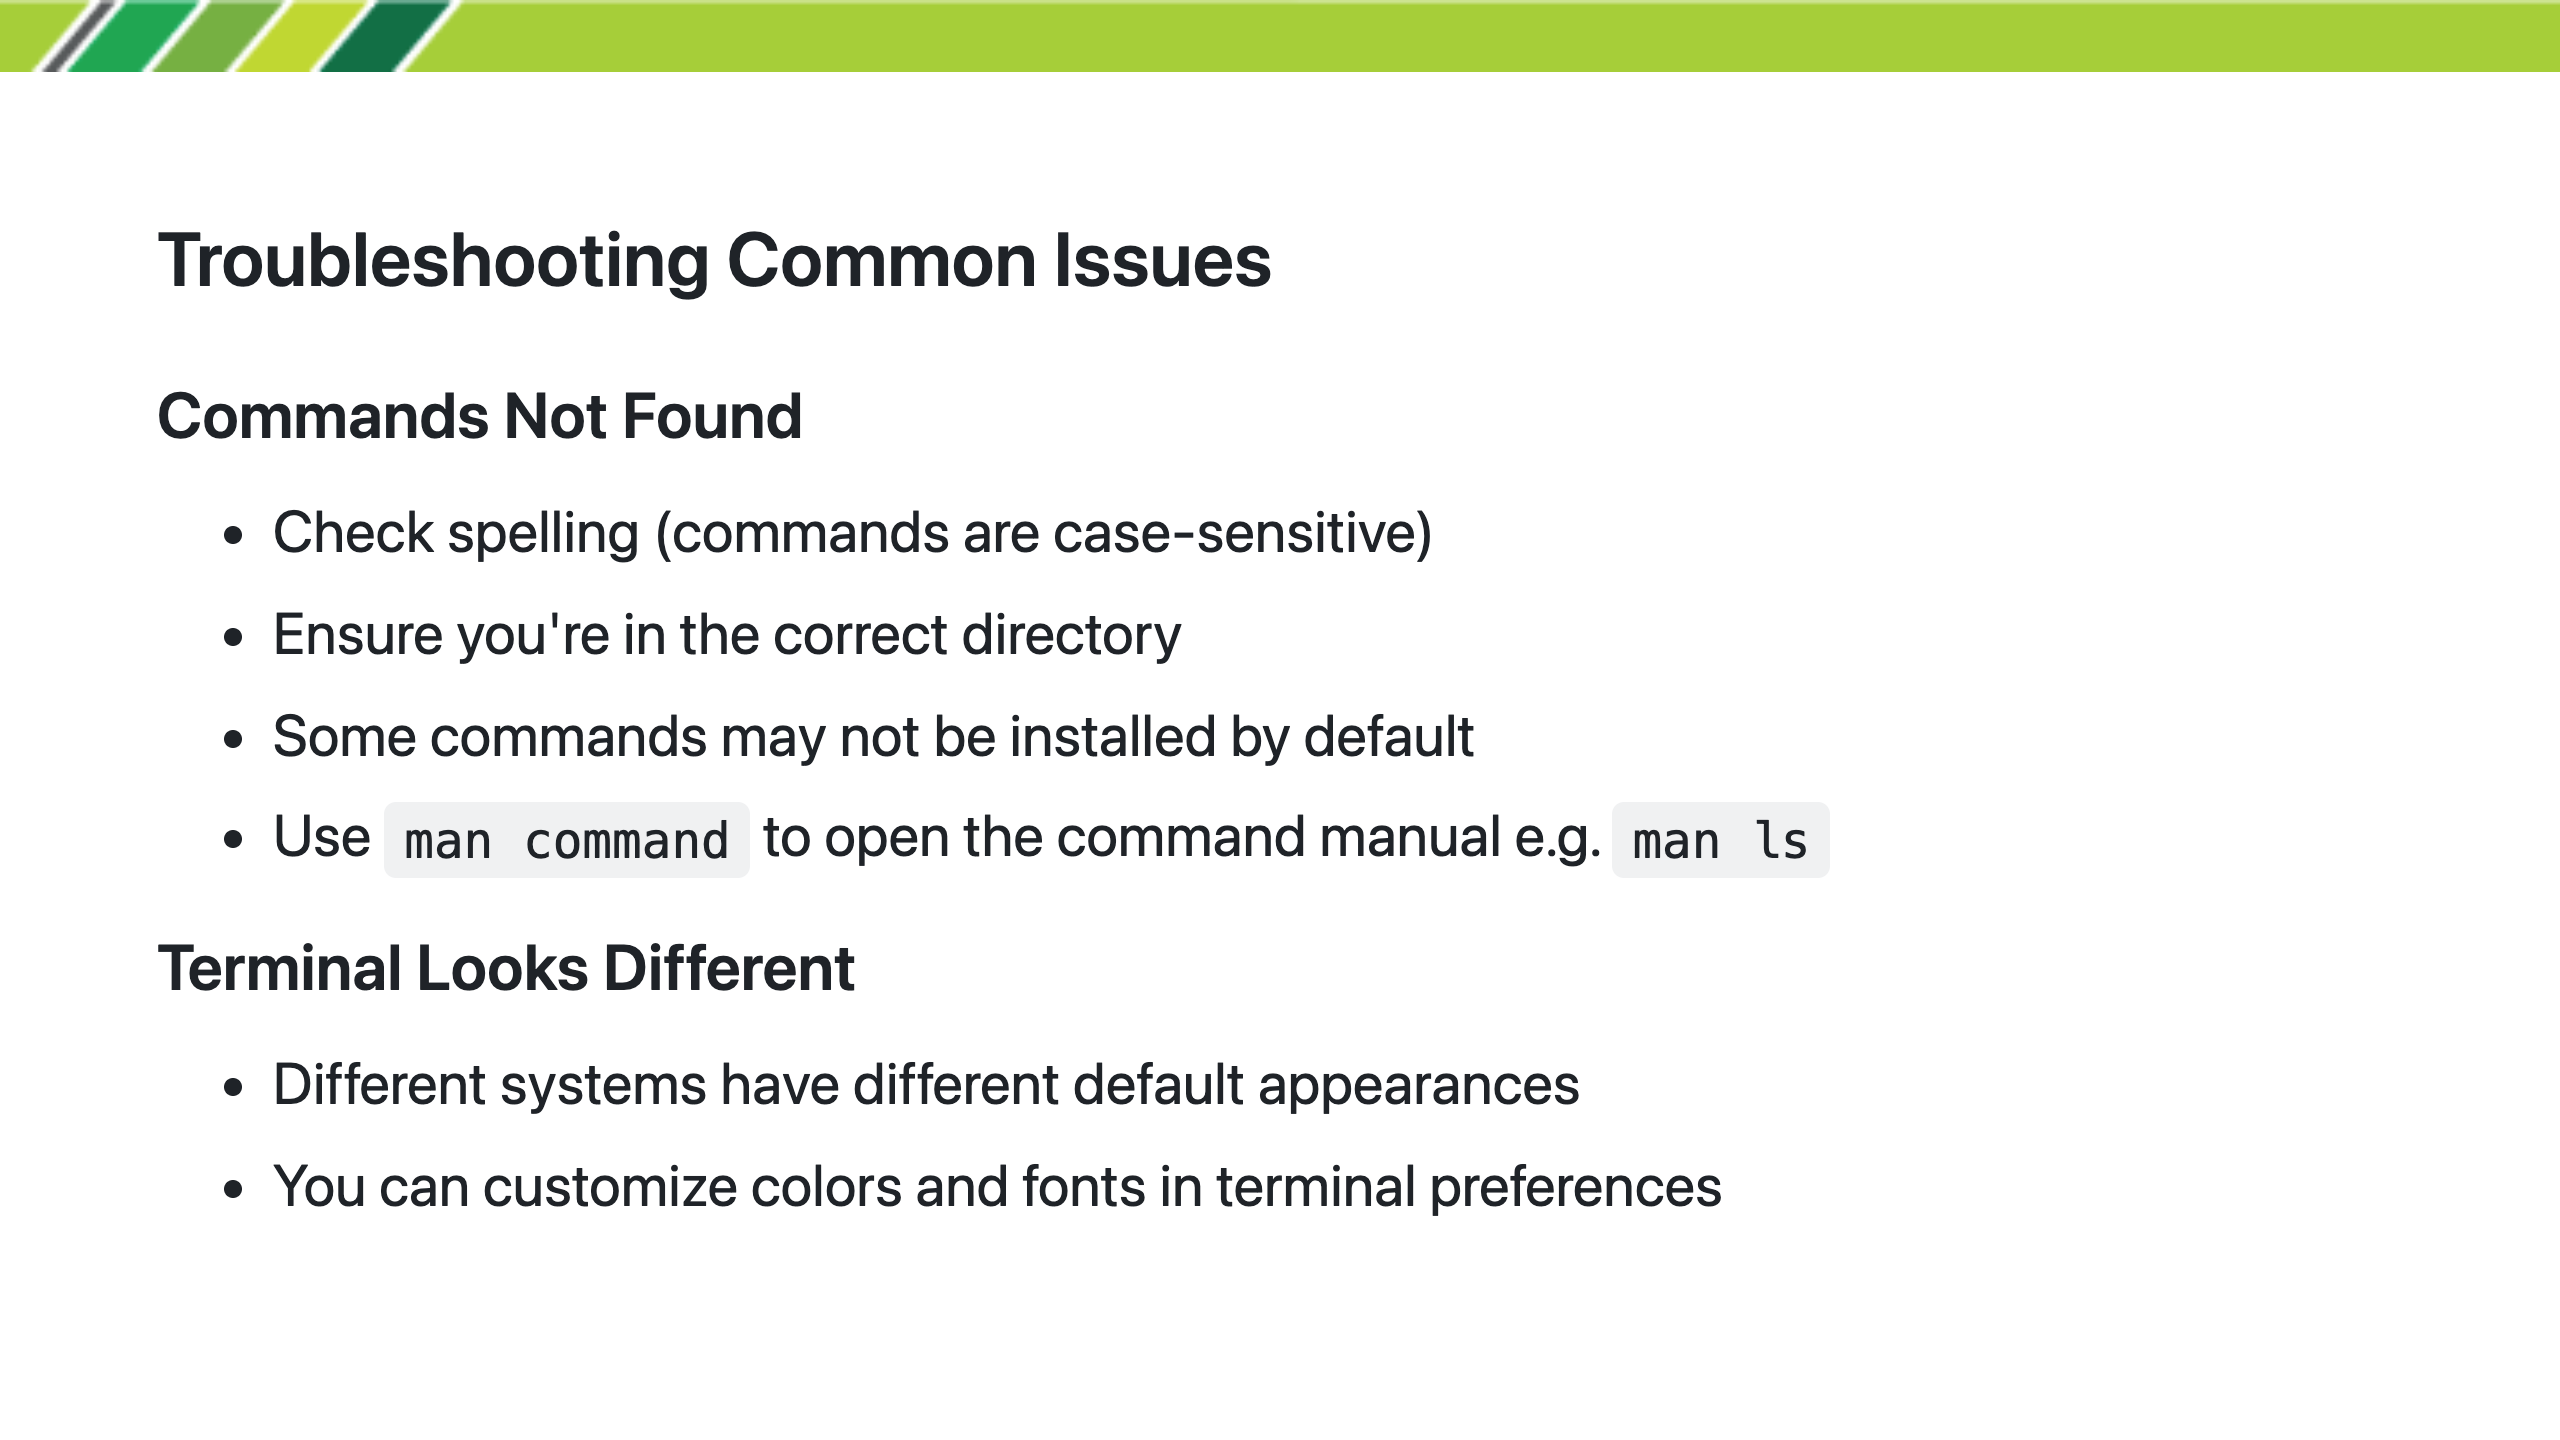 Troubleshooting Common Issues
Commands Not Found
• Check spelling (commands are case-sensitive)
• Ensure you're in the correct directory
• Some commands may not be installed by default
• Use man command to open the command manual e.g. man ls
Terminal Looks Different
• Different systems have different default appearances
• You can customize colors and fonts in terminal preferences